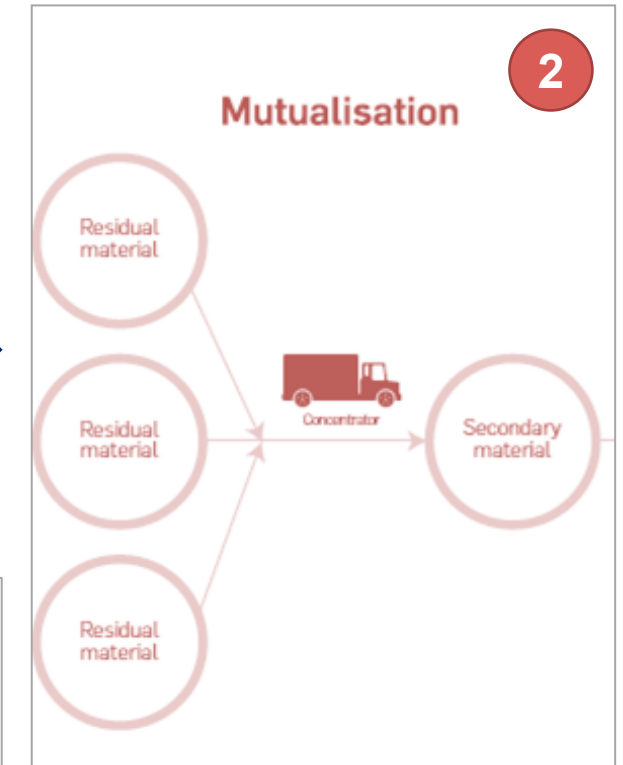 2
Mutualisation
Residual
material
Concentrator
Residual
material
Secondary
material
Residual
material